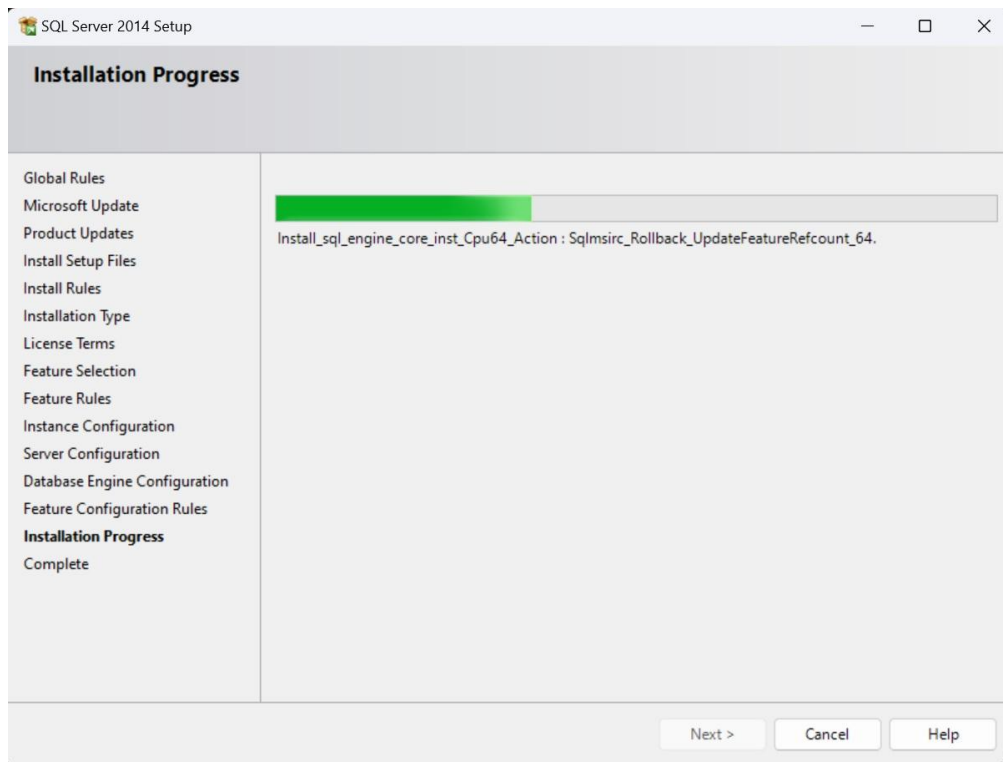 SQL Server 2014 Setup
Installation Progress
Global Rules
Microsoft Update
Product Updates
Install Setup Files
Install Rules
Installation Type
License Terms
Feature Selection
Feature Rules
Instance Configuration
Server Configuration
Database Engine Configuration
Feature Configuration Rules
Installation Progress
Complete
Install_sql_engine_core_inst_Cpu64_Action : Sqlmsirc_Rollback_UpdateFeatureRefcount_64.
Next >
Cancel
Help